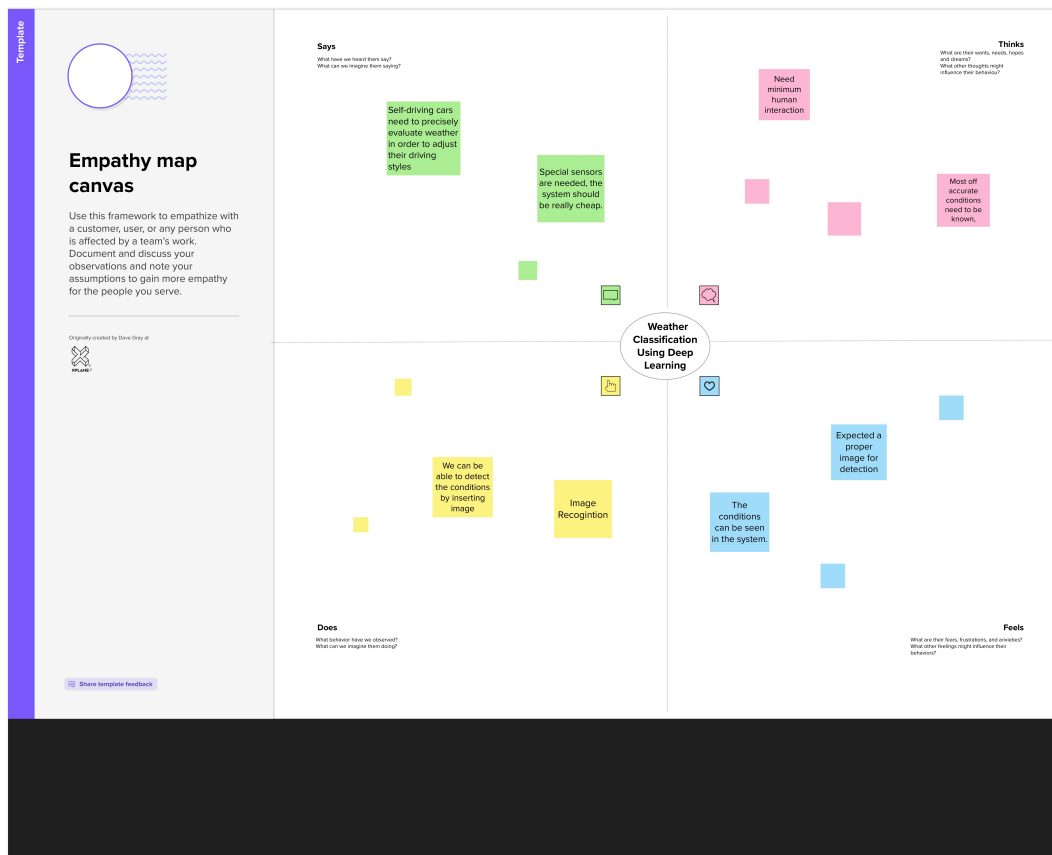 Template
Empathy map
canvas
Use this framework to empathize with
a customer, user, or any person who
is affected by a team's work.
Document and discuss your
observations and note your
assumptions to gain more empathy
for the people you serve.
Originally created by Dave Gray at
XPLANE
Share template feedback
Says
What have we heard them say?
What can we imagine them saying?
Self-driving cars
need to precisely
evaluate weather
in order to adjust
their driving
styles
Special sensors
are needed, the
system should
be really cheap.
Thinks
What are their wants, needs, hopes
and dreams?
What other thoughts might
influence their behaviou?
Need
minimum
human
interaction
Most off
accurate
conditions
need to be
known,
Weather
Classification
Using Deep
Learning
We can be
able to detect
the conditions
by inserting
image
Image
Recogintion
Does
What behavior have we observed?
What can we imagine them doing?
Expected a
proper
image for
detection
The
conditions
can be seen
in the system.
Feels
What are their fears, frustrations, and anxieties?
What other feelings might influence their
behaviors?